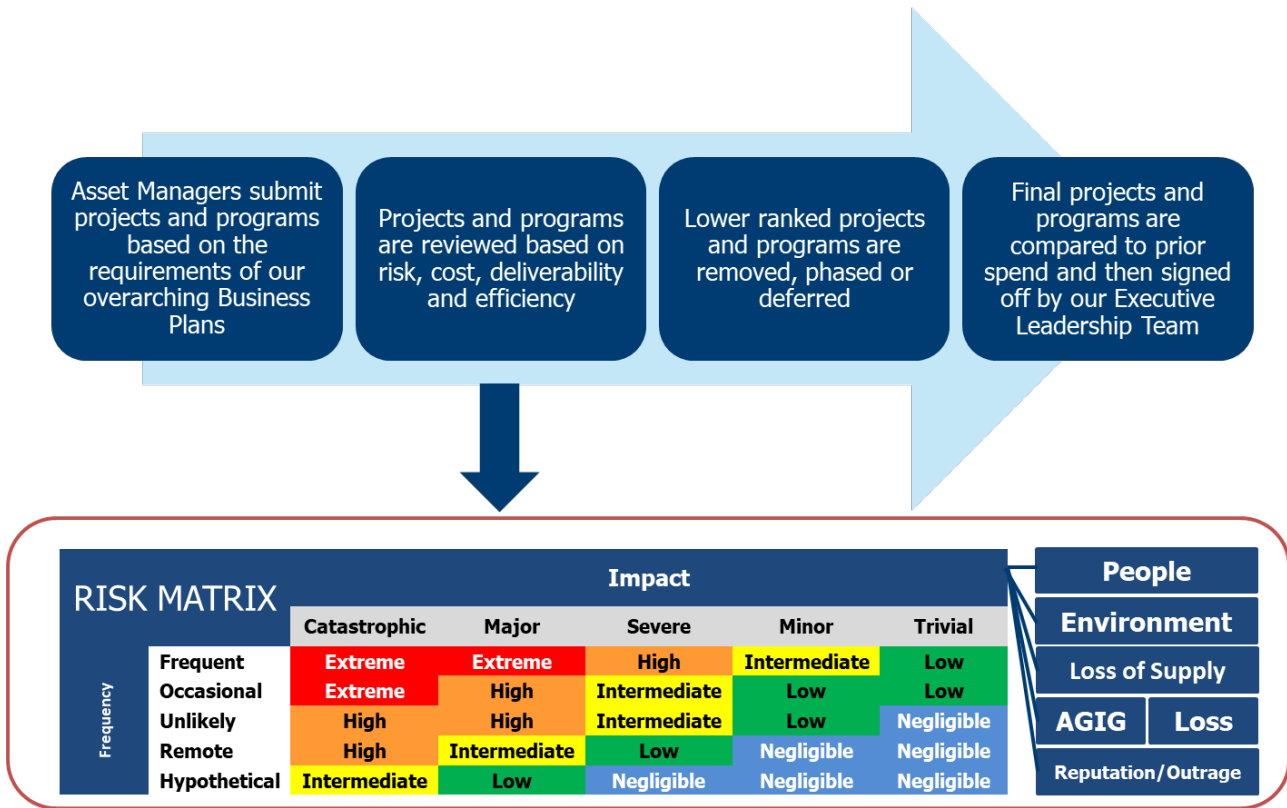 Asset Managers submit
projects and programs
based on the
requirements of our
overarching Business
Plans
Projects and programs
are reviewed based on
risk, cost, deliverability
and efficiency
Lower ranked projects
and programs are
removed, phased or
deferred
Final projects and
programs are
compared to prior
spend and then signed
off by our Executive
Leadership Team
RISK MATRIX
Impact
Catastrophic Major Severe Minor Trivial
Frequency
Frequent Extreme Extreme High Intermediate Low
Occasional Extreme High Intermediate Low Low
Unlikely High High Intermediate Low Negligible
Remote High Intermediate Low Negligible Negligible
Hypothetical Intermediate Low Negligible Negligible Negligible
People
Environment
Loss of Supply
AGIG Loss
Reputation/Outrage